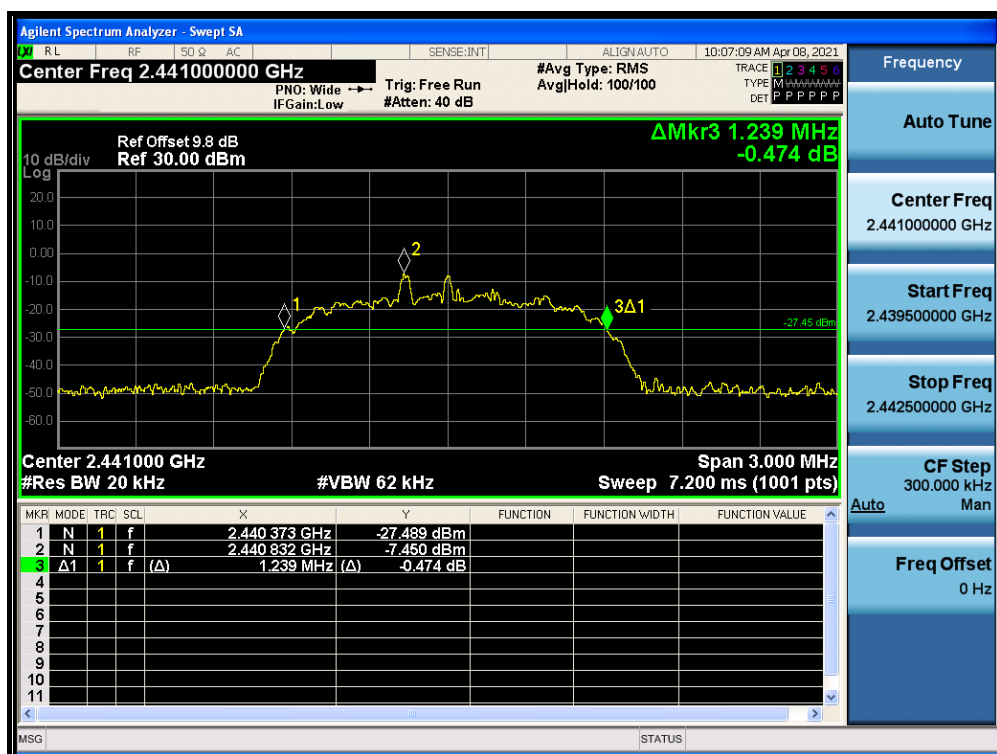 Agilent Spectrum Analyzer - Swept SA
LXI RL RF 50 Ω AC SENSE:INT ALIGN AUTO 10:07:09 AM Apr 08, 2021
Center Freq 2.441000000 GHz
PNO: Wide
IFGain:Low
Trig: Free Run
#Atten: 40 dB
#Avg Type: RMS
Avg|Hold: 100/100
TRACE 1 2 3 4 5 6
TYPE M
DET P P P P P P
ΔMkr3 1.239 MHz
-0.474 dB
Ref Offset 9.8 dB
10 dB/div Ref 30.00 dBm
Log
20.0
10.0
0.00
-10.0
-20.0
-30.0
-40.0
-50.0
-60.0
1
2
3Δ1
-27.45 dBm
Center 2.441000 GHz Span 3.000 MHz
#Res BW 20 kHz #VBW 62 kHz Sweep 7.200 ms (1001 pts)
MKR MODE TRC SCL X Y FUNCTION FUNCTION WIDTH FUNCTION VALUE
1 N 1 f 2.440 373 GHz -27.489 dBm
2 N 1 f 2.440 832 GHz -7.450 dBm
3 Δ1 1 f (Δ) 1.239 MHz (Δ) -0.474 dB
4
5
6
7
8
9
10
11
MSG STATUS
Frequency
Auto Tune
Center Freq
2.441000000 GHz
Start Freq
2.439500000 GHz
Stop Freq
2.442500000 GHz
CF Step
300.000 kHz
Auto Man
Freq Offset
0 Hz